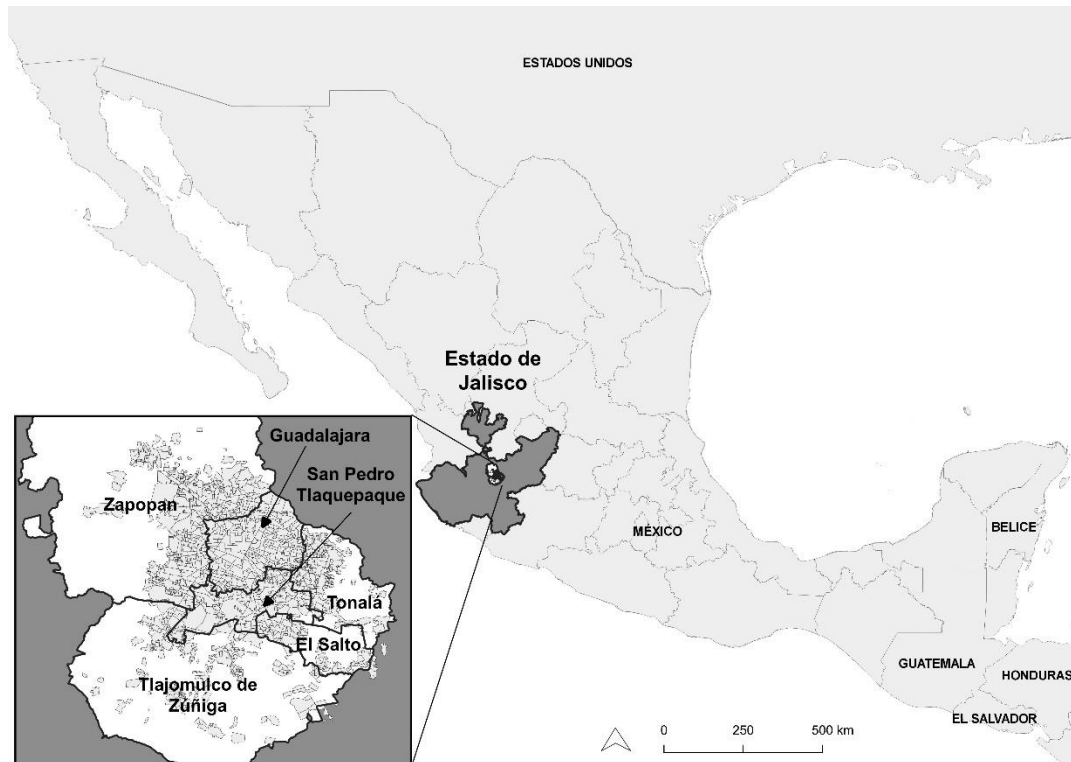 ESTADOS UNIDOS
Estado de
Jalisco
Guadalajara
San Pedro
Tlaquepaque
Zapopan
Tonalá
El Salto
Tlajomulco de
Zúñiga
MÉXICO
BELICE
GUATEMALA
HONDURAS
EL SALVADOR
0 250 500 km